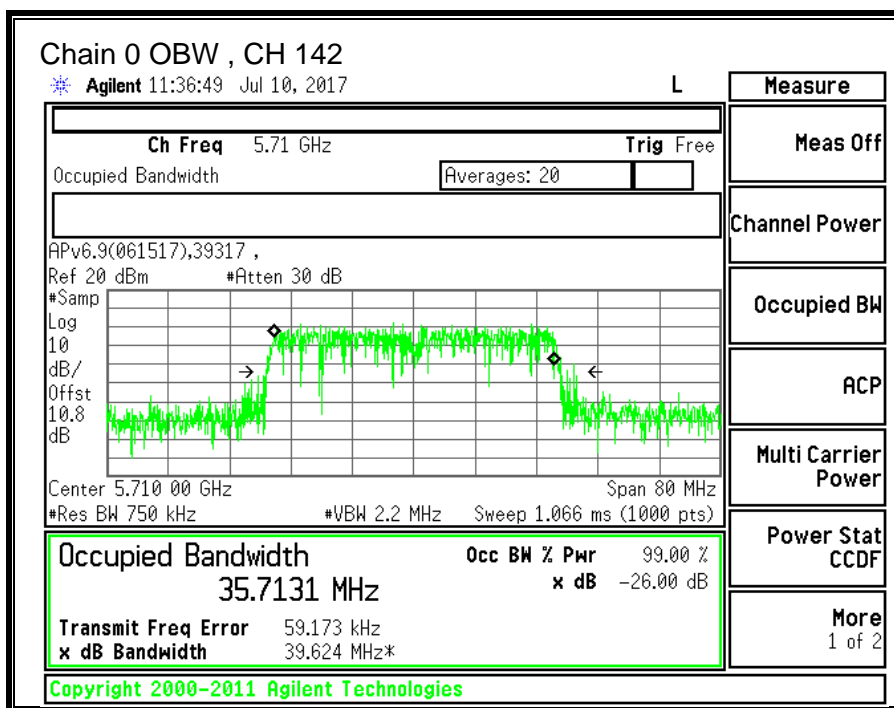 Chain 0 OBW , CH 142
Agilent 11:36:49 Jul 10, 2017 L
Measure
Ch Freq 5.71 GHz Trig Free
Meas Off
Occupied Bandwidth Averages: 20
Channel Power
APv6.9(061517),39317 ,
Ref 20 dBm #Atten 30 dB
#Samp
Log
10
dB/
Offst
10.8
dB
Occupied BW
ACP
Multi Carrier
Power
Center 5.710 00 GHz Span 80 MHz
#Res BW 750 kHz #VBW 2.2 MHz Sweep 1.066 ms (1000 pts)
Power Stat
CCDF
Occupied Bandwidth Occ BW % Pwr 99.00 %
35.7131 MHz x dB -26.00 dB
Transmit Freq Error 59.173 kHz
x dB Bandwidth 39.624 MHz*
More
1 of 2
Copyright 2000-2011 Agilent Technologies